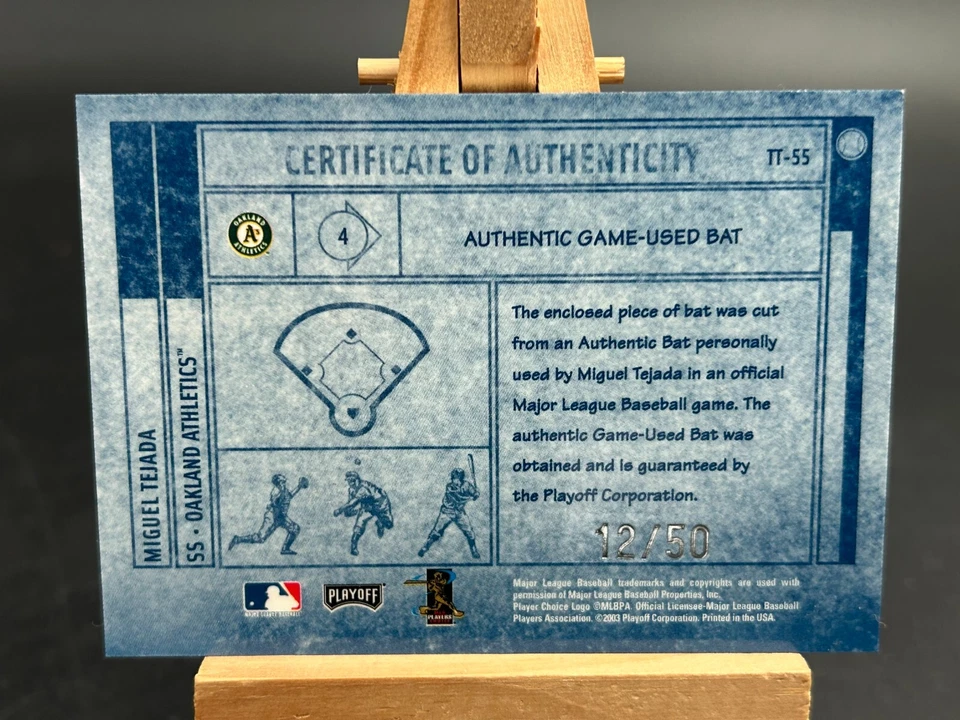 CERTIFICATE OF AUTHENTICITY
TT-55
OAKLAND
A's
ATHLETICS
4
AUTHENTIC GAME-USED BAT
MIGUEL TEJADA
SS • OAKLAND ATHLETICS™
The enclosed piece of bat was cut
from an Authentic Bat personally
used by Miguel Tejada in an official
Major League Baseball game. The
authentic Game-Used Bat was
obtained and is guaranteed by
the Playoff Corporation.
12/50
PLAYOFF
PLAYERS
Major League Baseball trademarks and copyrights are used with
permission of Major League Baseball Properties, Inc.
Player Choice Logo ©MLBPA Official Licensee-Major League Baseball
Players Association. ©2003 Playoff Corporation. Printed in the USA.